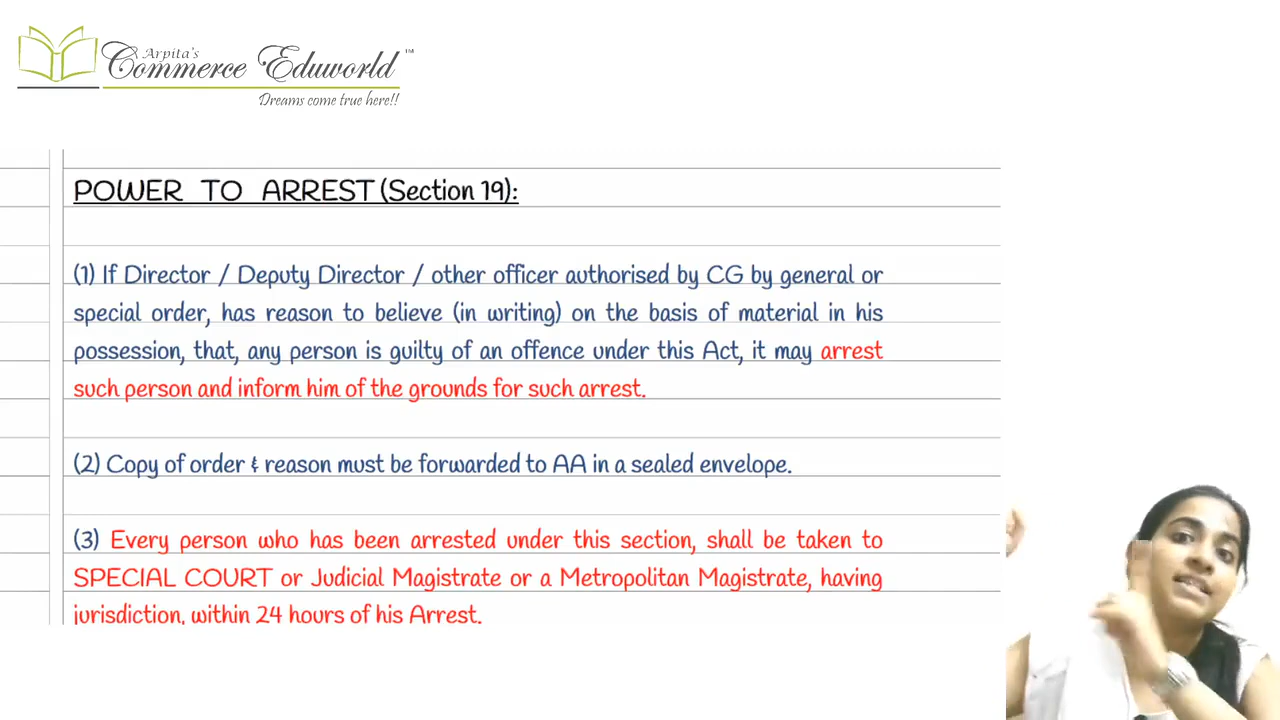 Arpita's
Commerce Eduworld™
Dreams come true here!!
POWER TO ARREST (Section 19):
(1) If Director / Deputy Director / other officer authorised by CG by general or
special order, has reason to believe (in writing) on the basis of material in his
possession, that, any person is guilty of an offence under this Act, it may arrest
such person and inform him of the grounds for such arrest.
(2) Copy of order & reason must be forwarded to AA in a sealed envelope.
(3) Every person who has been arrested under this section, shall be taken to
SPECIAL COURT or Judicial Magistrate or a Metropolitan Magistrate, having
jurisdiction, within 24 hours of his Arrest.